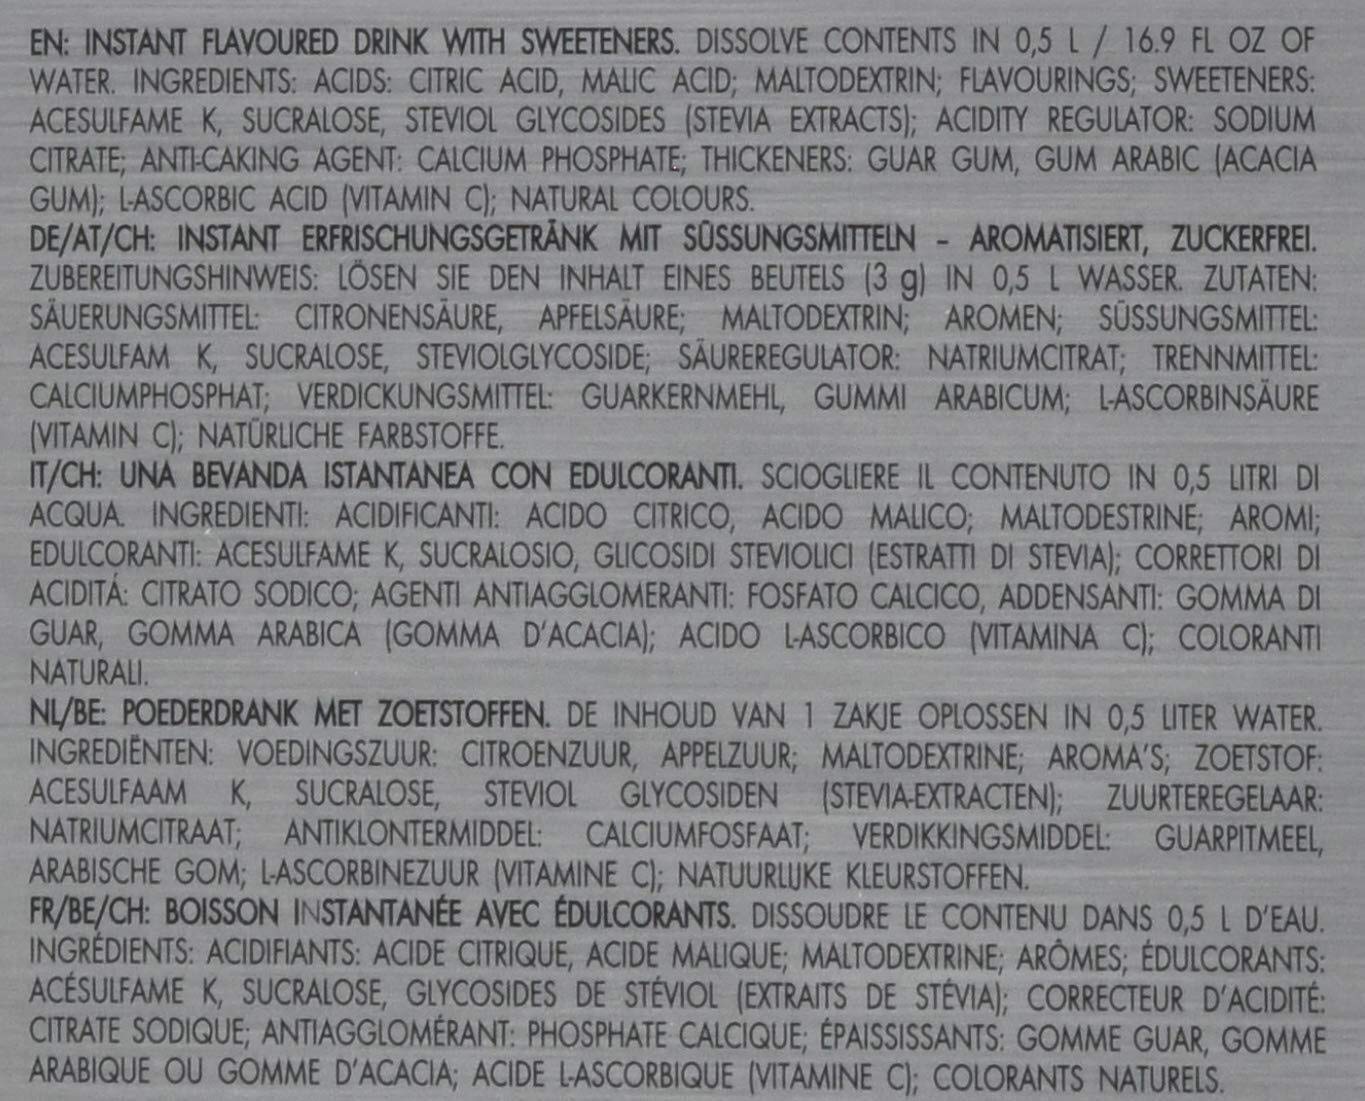 EN: INSTANT FLAVOURED DRINK WITH SWEETENERS. DISSOLVE CONTENTS IN 0,5 L / 16.9 FL OZ OF
WATER. INGREDIENTS: ACIDS: CITRIC ACID, MALIC ACID; MALTODEXTRIN; FLAVOURINGS; SWEETENERS:
ACESULFAME K, SUCRALOSE, STEVIOL GLYCOSIDES (STEVIA EXTRACTS); ACIDITY REGULATOR: SODIUM
CITRATE; ANTI-CAKING AGENT: CALCIUM PHOSPHATE; THICKENERS: GUAR GUM, GUM ARABIC (ACACIA
GUM); L-ASCORBIC ACID (VITAMIN C); NATURAL COLOURS.
DE/AT/CH: INSTANT ERFRISCHUNGSGETRÄNK MIT SÜSSUNGSMITTELN - AROMATISIERT, ZUCKERFREI.
ZUBEREITUNGSHINWEIS: LÖSEN SIE DEN INHALT EINES BEUTELS (3 g) IN 0,5 L WASSER. ZUTATEN:
SÄUERUNGSMITTEL: CITRONENSÄURE, APFELSÄURE; MALTODEXTRIN; AROMEN; SÜSSUNGSMITTEL:
ACESULFAM K, SUCRALOSE, STEVIOLGLYCOSIDE; SÄUREREGULATOR: NATRIUMCITRAT; TRENNMITTEL:
CALCIUMPHOSPHAT; VERDICKUNGSMITTEL: GUARKERNMEHL, GUMMI ARABICUM; L-ASCORBINSÄURE
(VITAMIN C); NATÜRLICHE FARBSTOFFE.
IT/CH: UNA BEVANDA ISTANTANEA CON EDULCORANTI. SCIOGLIERE IL CONTENUTO IN 0,5 LITRI DI
ACQUA. INGREDIENTI: ACIDIFICANTI: ACIDO CITRICO, ACIDO MALICO; MALTODESTRINE; AROMI;
EDULCORANTI: ACESULFAME K, SUCRALOSIO, GLICOSIDI STEVIOLICI (ESTRATTI DI STEVIA); CORRETTORI DI
ACIDITÁ: CITRATO SODICO; AGENTI ANTIAGGLOMERANTI: FOSFATO CALCICO, ADDENSANTI: GOMMA DI
GUAR, GOMMA ARABICA (GOMMA D'ACACIA); ACIDO L-ASCORBICO (VITAMINA C); COLORANTI
NATURALI.
NL/BE: POEDERDRANK MET ZOETSTOFFEN. DE INHOUD VAN 1 ZAKJE OPLOSSEN IN 0,5 LITER WATER.
INGREDIËNTEN: VOEDINGSZUUR: CITROENZUUR, APPELZUUR; MALTODEXTRINE; AROMA'S; ZOETSTOF:
ACESULFAAM K, SUCRALOSE, STEVIOL GLYCOSIDEN (STEVIA-EXTRACTEN); ZUURTEREGELAAR:
NATRIUMCITRAAT; ANTIKLONTERMIDDEL: CALCIUMFOSFAAT; VERDIKKINGSMIDDEL: GUARPITMEEL,
ARABISCHE GOM; L-ASCORBINEZUUR (VITAMINE C); NATUURLIJKE KLEURSTOFFEN.
FR/BE/CH: BOISSON INSTANTANÉE AVEC ÉDULCORANTS. DISSOUDRE LE CONTENU DANS 0,5 L D'EAU.
INGRÉDIENTS: ACIDIFIANTS: ACIDE CITRIQUE, ACIDE MALIQUE; MALTODEXTRINE; ARÔMES; ÉDULCORANTS:
ACÉSULFAME K, SUCRALOSE, GLYCOSIDES DE STÉVIOL (EXTRAITS DE STÉVIA); CORRECTEUR D'ACIDITÉ:
CITRATE SODIQUE; ANTIAGGLOMÉRANT: PHOSPHATE CALCIQUE; ÉPAISSISSANTS: GOMME GUAR, GOMME
ARABIQUE OU GOMME D'ACACIA; ACIDE L-ASCORBIQUE (VITAMINE C); COLORANTS NATURELS.